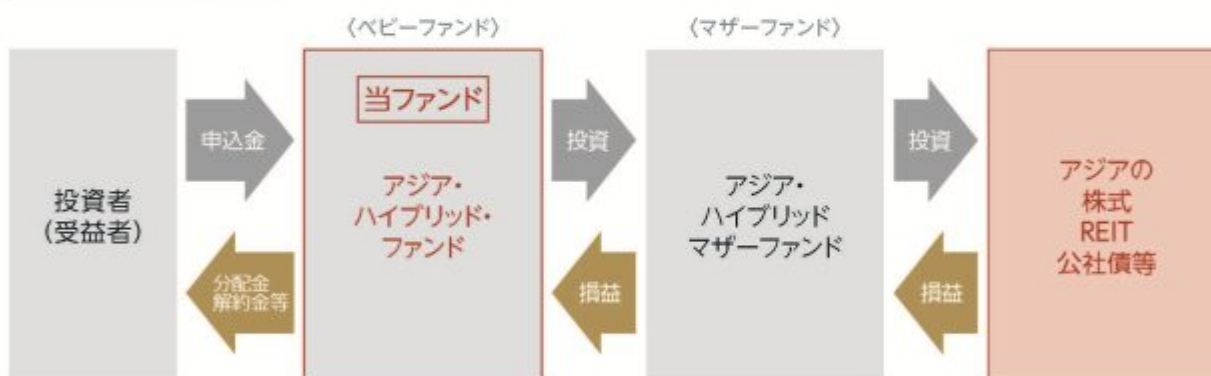 〈ベビーファンド〉
〈マザーファンド〉
投資者
(受益者)
申込金
分配金
解約金等
当ファンド
アジア・
ハイブリッド・
ファンド
投資
損益
アジア・
ハイブリッド
マザーファンド
投資
損益
アジアの
株式
REIT
公社債等